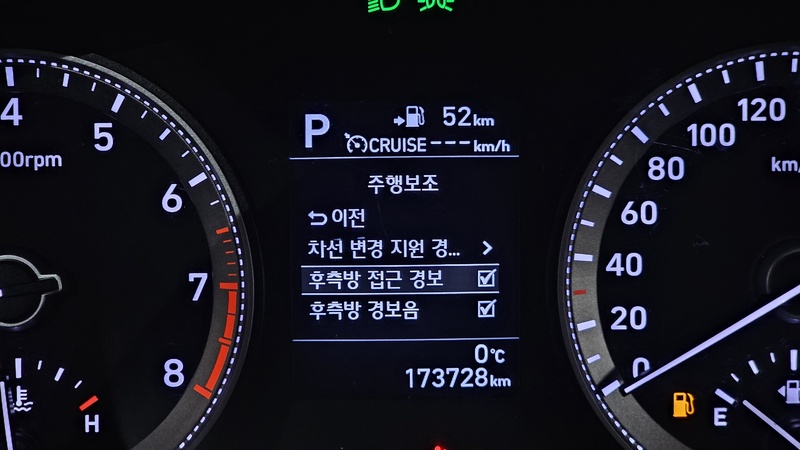 P
52km
CRUISE---km/h
주행보조
이전
차선 변경 지원 경...
후측방 접근 경보
후측방 경보음
0℃
173728km
4
5
00rpm
6
7
8
H
120
100
km/
80
60
40
20
0
E